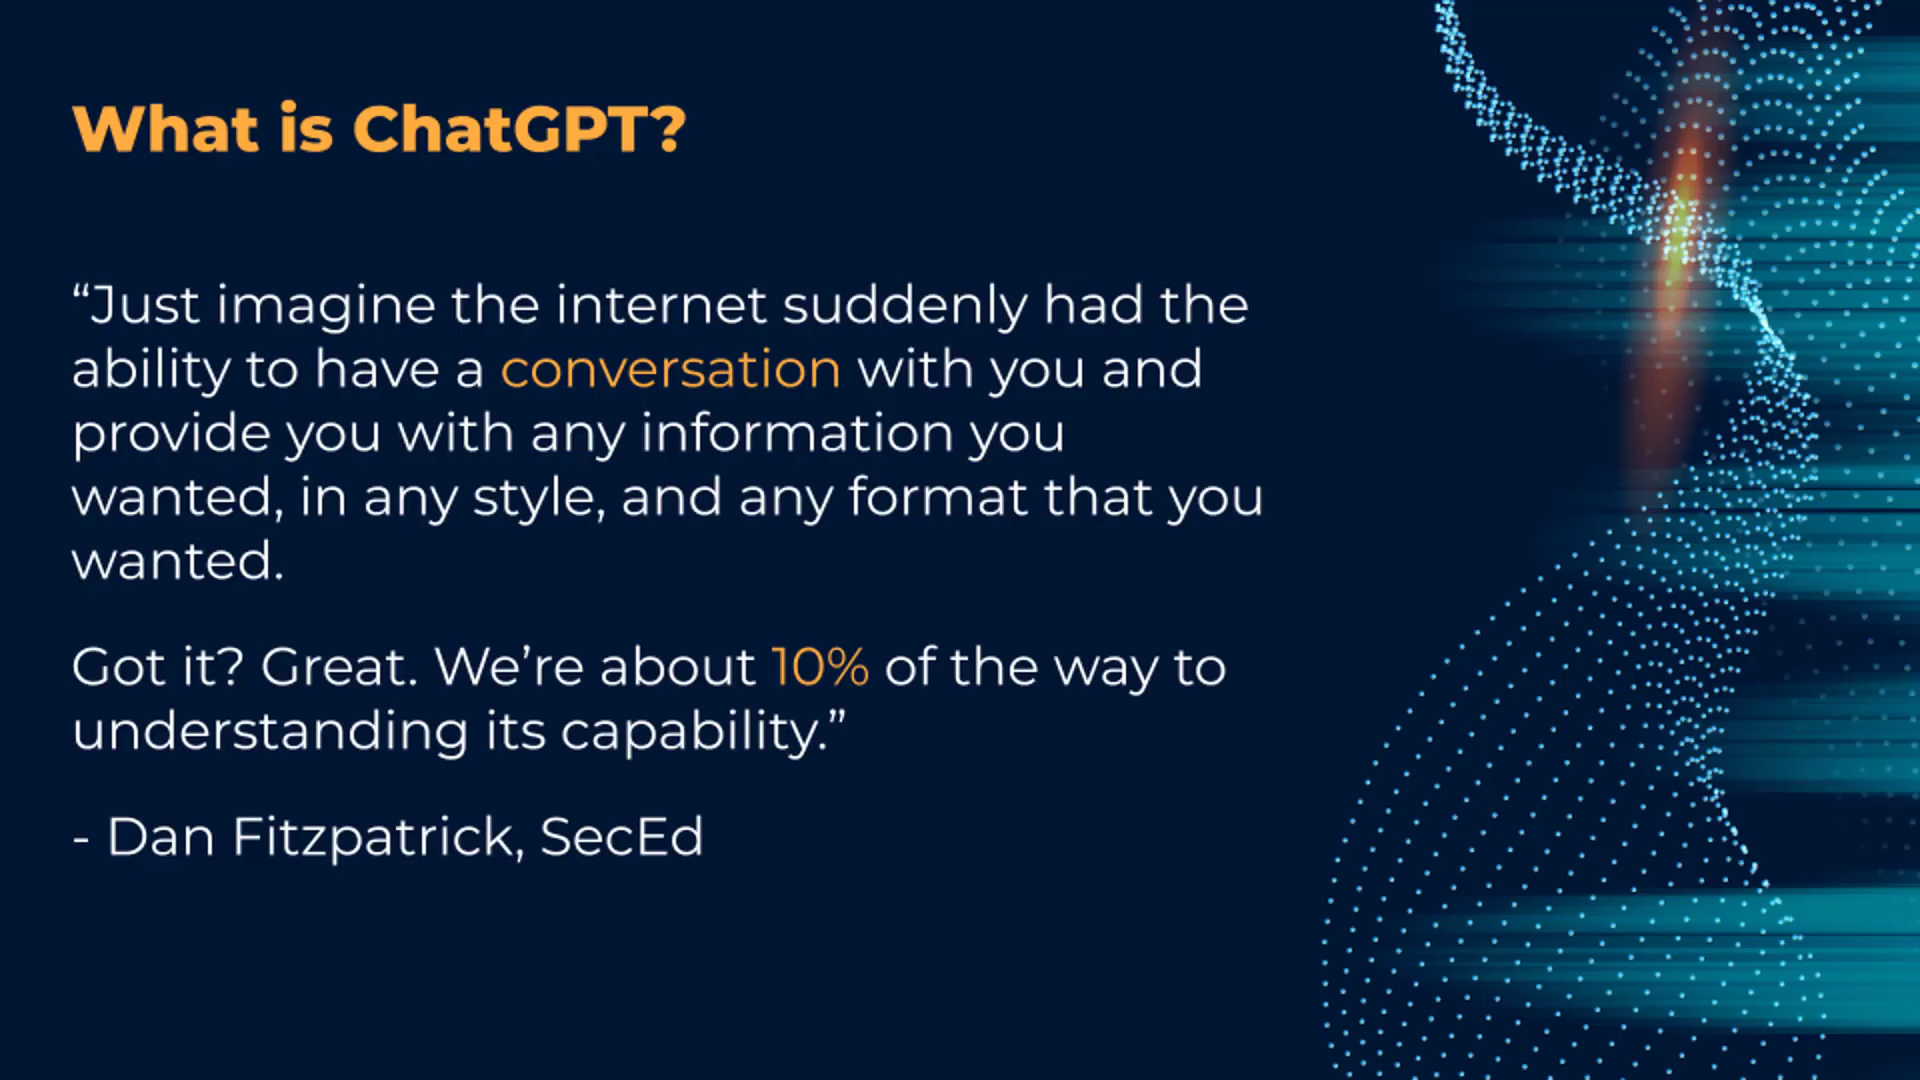 What is ChatGPT?
“Just imagine the internet suddenly had the
ability to have a conversation with you and
provide you with any information you
wanted, in any style, and any format that you
wanted.
Got it? Great. We’re about 10% of the way to
understanding its capability.”
- Dan Fitzpatrick, SecEd